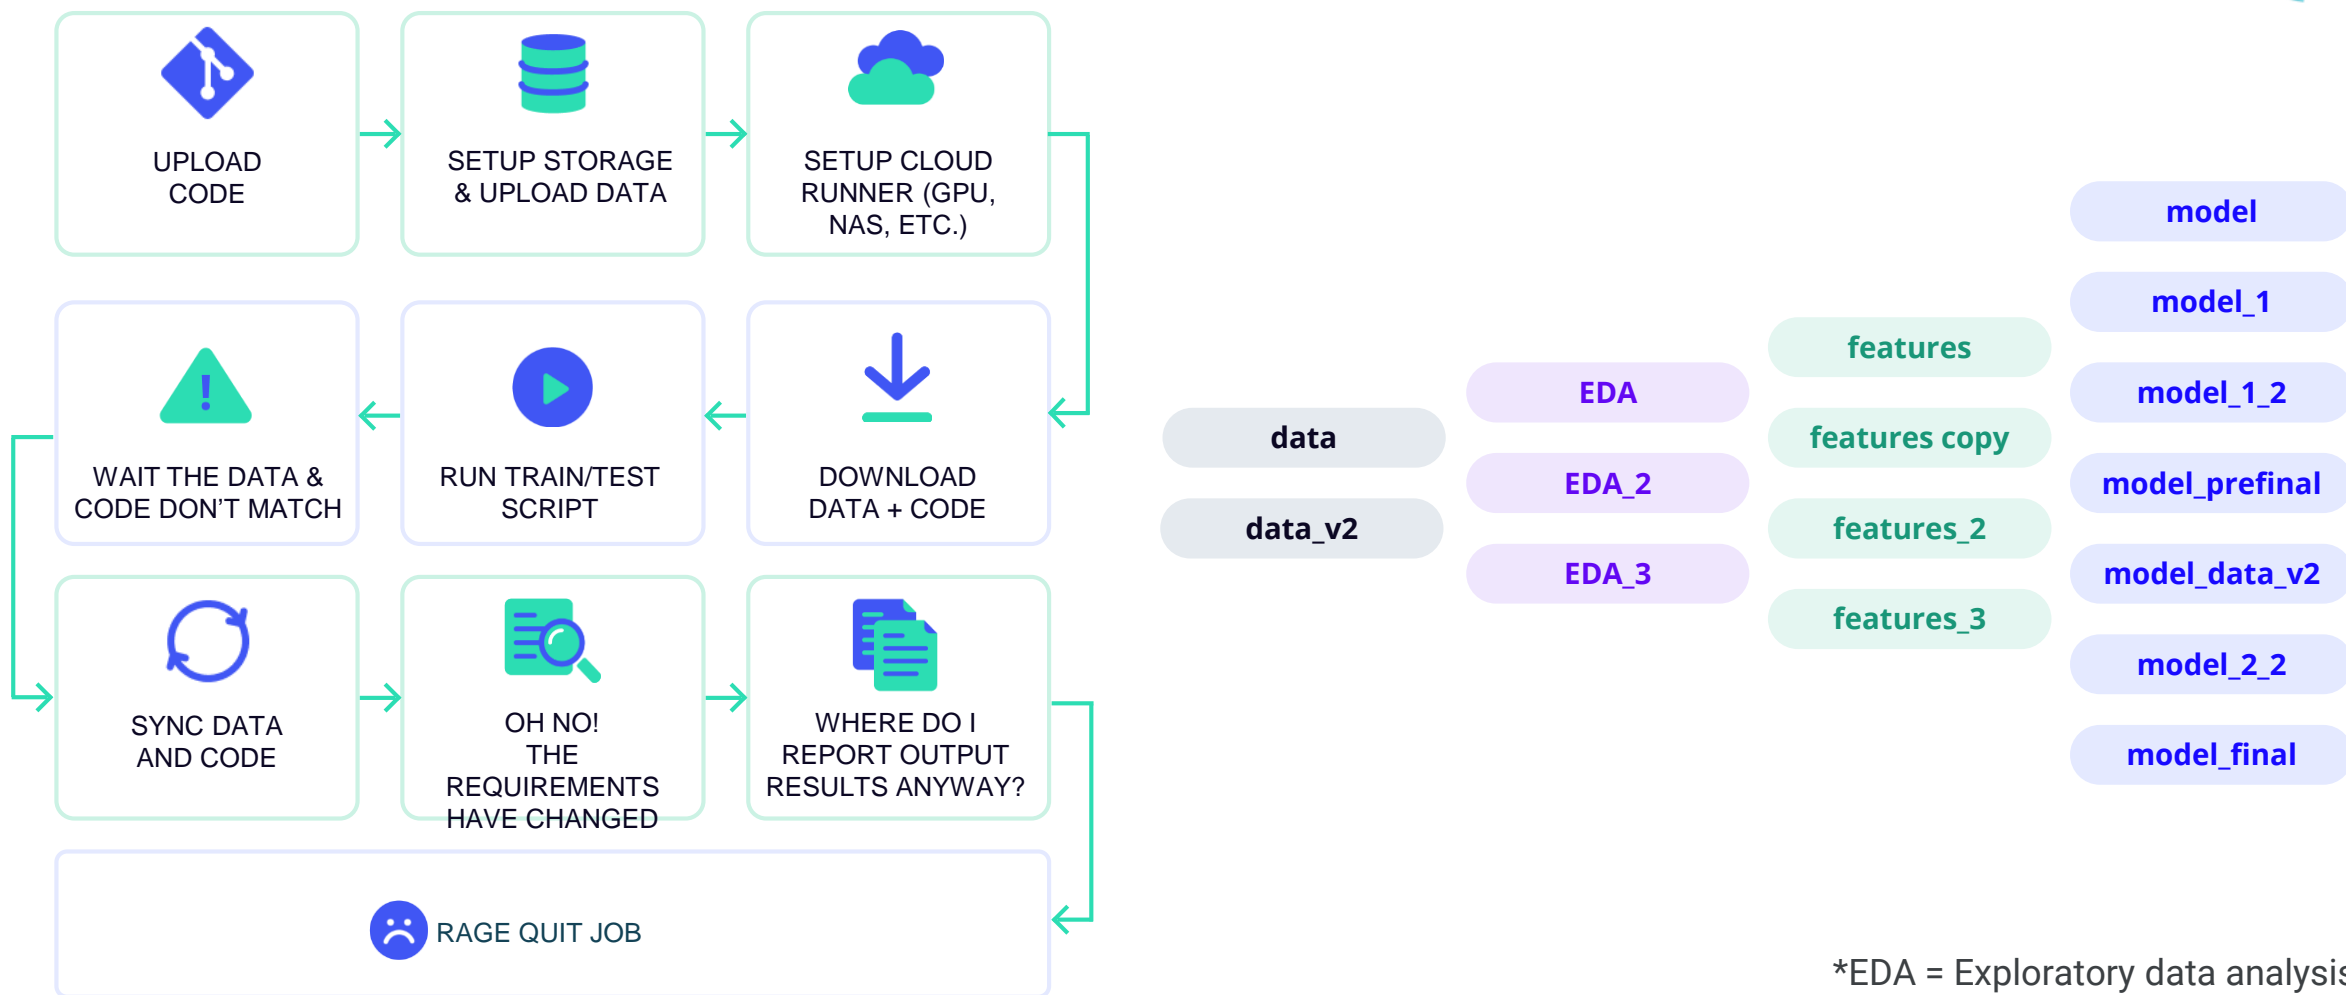 UPLOAD
CODE
SETUP STORAGE
& UPLOAD DATA
SETUP CLOUD
RUNNER (GPU,
NAS, ETC.)
WAIT THE DATA &
CODE DON'T MATCH
RUN TRAIN/TEST
SCRIPT
DOWNLOAD
DATA + CODE
SYNC DATA
AND CODE
OH NO!
THE
REQUIREMENTS
HAVE CHANGED
WHERE DO I
REPORT OUTPUT
RESULTS ANYWAY?
RAGE QUIT JOB
data
data_v2
EDA
EDA_2
EDA_3
features
features copy
features_2
features_3
model
model_1
model_1_2
model_prefinal
model_data_v2
model_2_2
model_final
*EDA = Exploratory data analysis